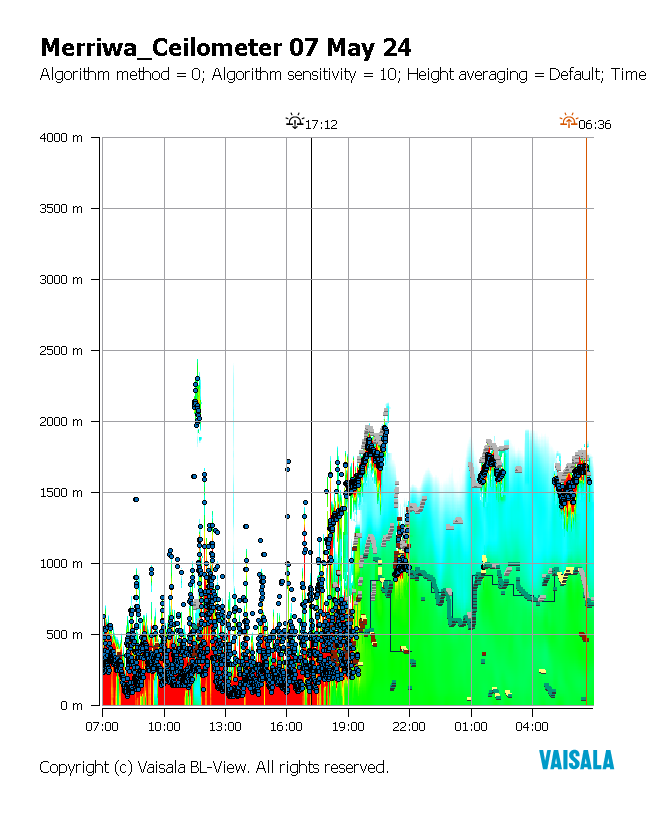 Merriwa_Ceilometer 07 May 24
Algorithm method = 0; Algorithm sensitivity = 10; Height averaging = Default; Time
17:12
06:36
4000 m
3500 m
3000 m
2500 m
2000 m
1500 m
1000 m
500 m
0 m
07:00 10:00 13:00 16:00 19:00 22:00 01:00 04:00
VAISALA
Copyright (c) Vaisala BL-View. All rights reserved.